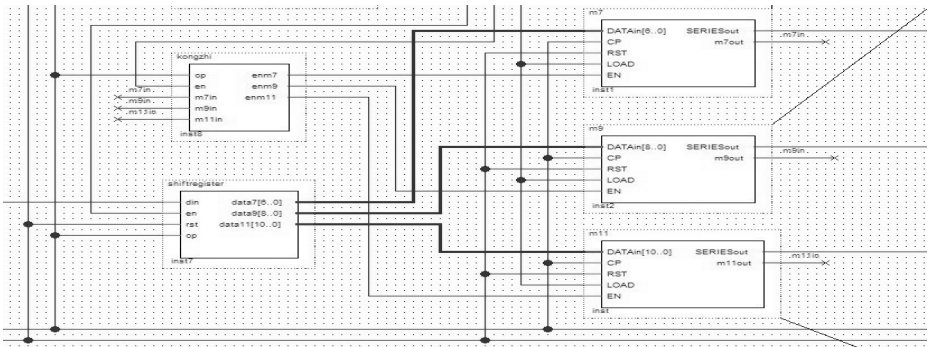 m7
DATAin[6..0] SERIESout
CP m7out
RST
LOAD
EN
inst1
m7in
kongzhi
op enm7
en enm9
m7in enm11
m9in
m11in
inst8
m7in
m9in
m11io
m9
DATAin[8..0] SERIESout
CP m9out
RST
LOAD
EN
inst2
m9in
shiftregister
din data7[6..0]
en data9[8..0]
rst data11[10..0]
op
inst7
m11
DATAin[10..0] SERIESout
CP m11out
RST
LOAD
EN
inst
m11io